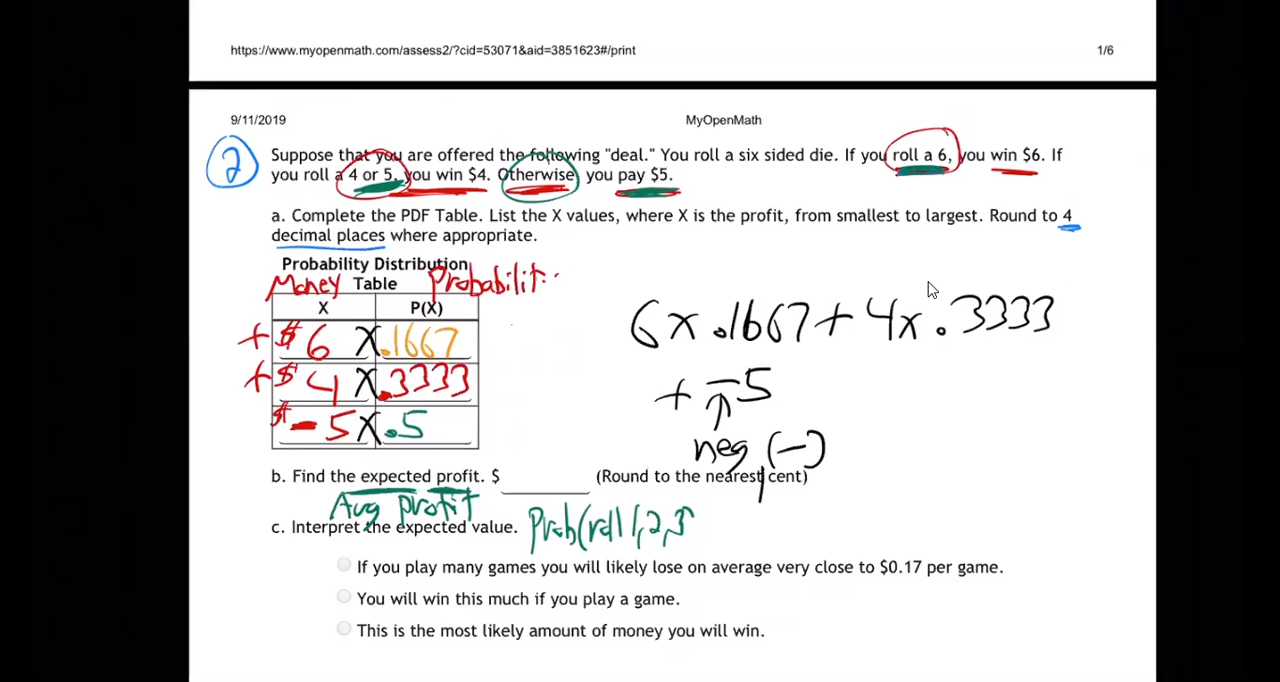 https://www.myopenmath.com/assess2/?cid=53071&aid=3851623#/print 1/6
9/11/2019 MyOpenMath
2 Suppose that you are offered the following "deal." You roll a six sided die. If you roll a 6, you win $6. If
you roll a 4 or 5, you win $4. Otherwise, you pay $5.
a. Complete the PDF Table. List the X values, where X is the profit, from smallest to largest. Round to 4
decimal places where appropriate.
Probability Distribution
Table
Money Probabilit
X P(X)
+$6 X .1667
+$4 X .3333
$-5 X .5
6x.1667+4x.3333
+ -5
neg (-)
b. Find the expected profit. $ (Round to the nearest cent)
Avg profit
c. Interpret the expected value.
Prob(roll 1,2,3
If you play many games you will likely lose on average very close to $0.17 per game.
You will win this much if you play a game.
This is the most likely amount of money you will win.